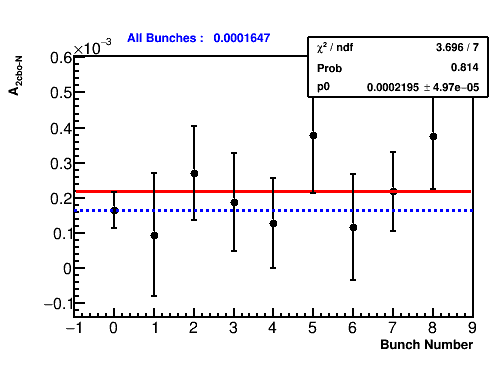 All Bunches : 0.0001647
χ² / ndf 3.696 / 7
Prob 0.814
p0 0.0002195 ± 4.97e−05
×10⁻³
A2cbo-N
0.6
0.5
0.4
0.3
0.2
0.1
0
−0.1
−1 0 1 2 3 4 5 6 7 8 9
Bunch Number